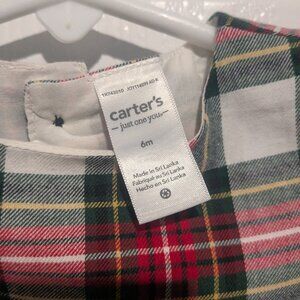 carter's
just one you
6m
Made in Sri Lanka
Fabriqué au Sri Lanka
Hecho en Sri Lanka